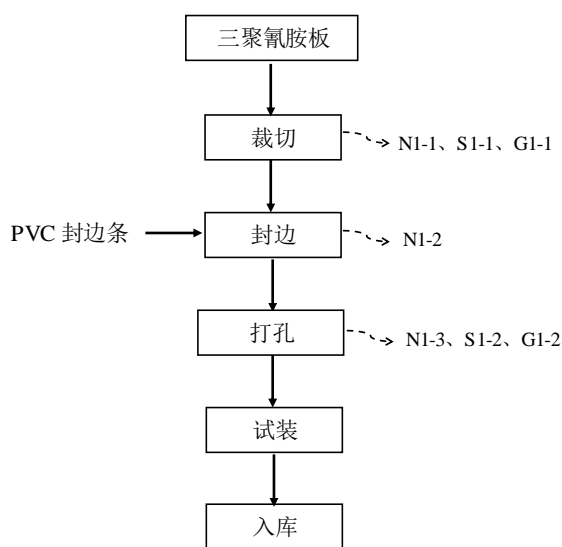 三聚氰胺板
裁切
N1-1、S1-1、G1-1
PVC 封边条
封边
N1-2
打孔
N1-3、S1-2、G1-2
试装
入库